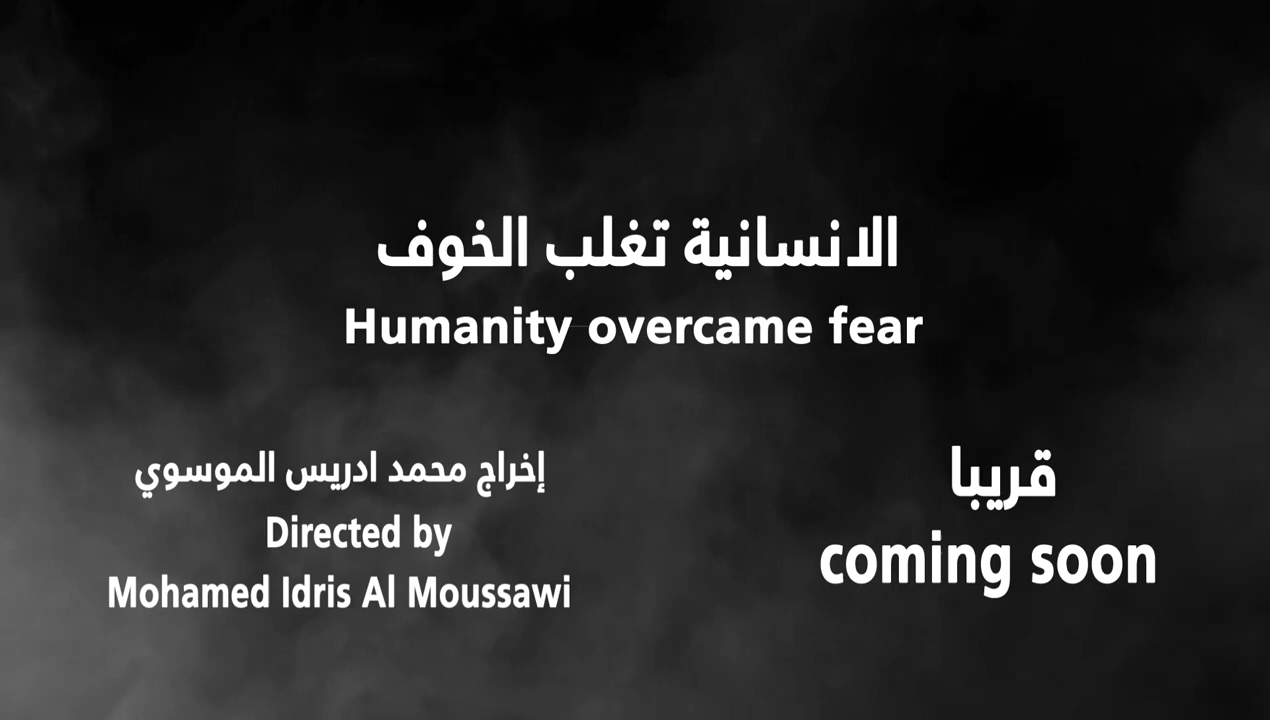 الانسانية تغلب الخوف
Humanity overcame fear
إخراج محمد ادريس الموسوي
Directed by
Mohamed Idris Al Moussawi
قريبا
coming soon